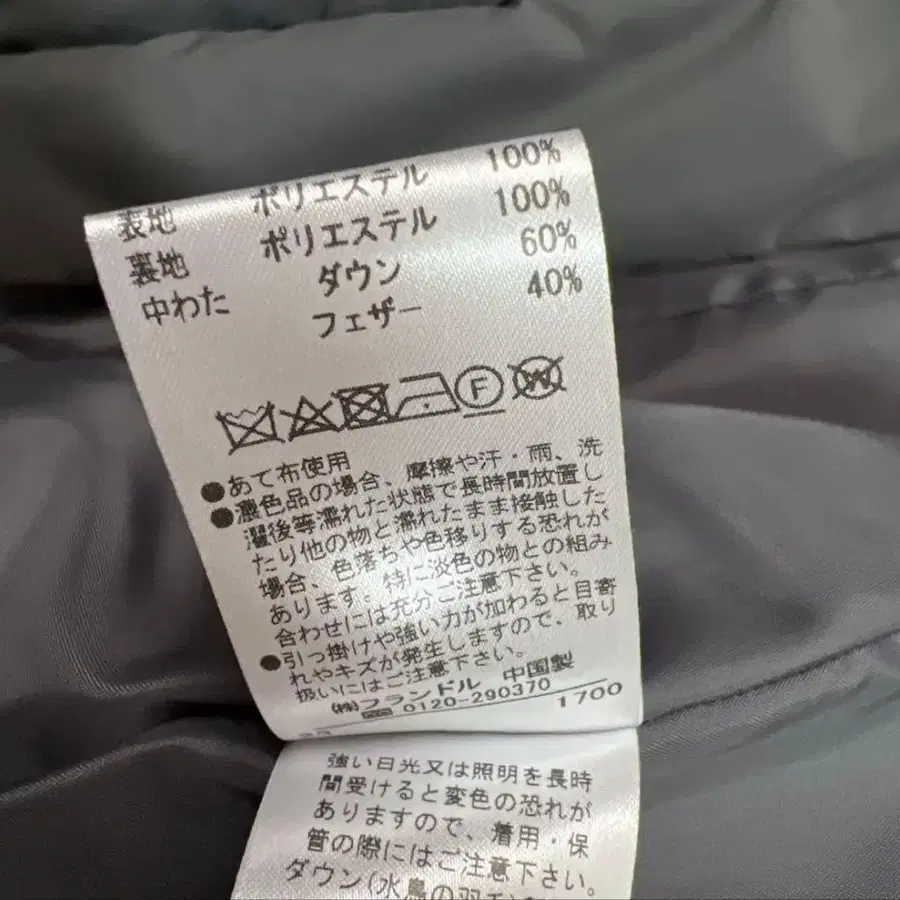 表地 ポリエステル 100%
裏地 ポリエステル 100%
中わた ダウン 60%
フェザー 40%
F
W
●あて布使用
●濃色品の場合、摩擦や汗・雨、洗
濯後等濡れた状態で長時間放置し
たり他の物と濡れたまま接触した
場合、色落ちや色移りする恐れが
あります。特に淡色の物との組み
合わせには充分ご注意下さい。
●引っ掛けや強い力が加わると目寄
れやキズが発生しますので、取り
扱いにはご注意下さい。
㈱フランドル 中国製
0120-290370
1700
強い日光又は照明を長時
間受けると変色の恐れが
ありますので、着用・保
管の際にはご注意下さい。
ダウン(水鳥の羽毛)